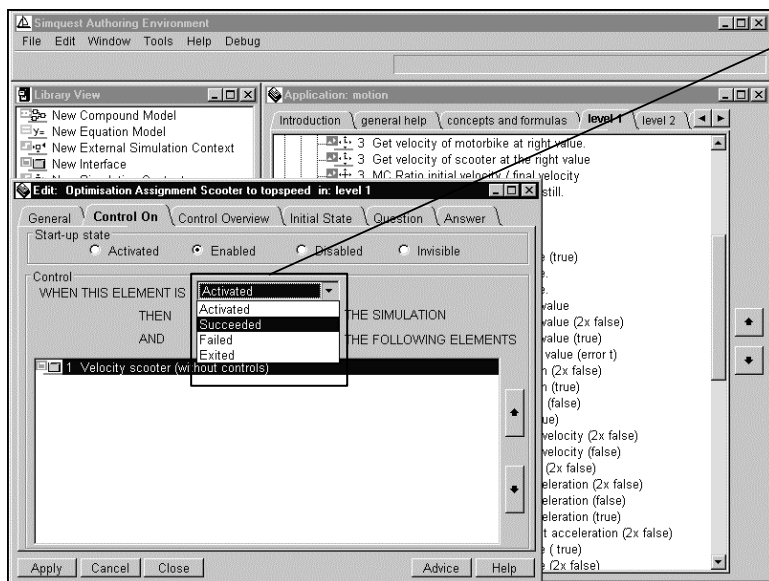 Simquest Authoring Environment
File Edit Window Tools Help Debug
Library View
New Compound Model
New Equation Model
New External Simulation Context
New Interface
Application: motion
Introduction general help concepts and formulas level 1 level 2
3 Get velocity of motorbike at right value.
3 Get velocity of scooter at the right value
3 MC Ratio initial velocity / final velocity
still.
(true)
value
value (2x false)
value (true)
value (error t)
(2x false)
(true)
(false)
velocity (2x false)
velocity (false)
(2x false)
eleration (2x false)
eleration (false)
eleration (true)
t acceleration (2x false)
( true)
(2x false)
Edit: Optimisation Assignment Scooter to topspeed in: level 1
General Control On Control Overview Initial State Question Answer
Start-up state
Activated Enabled Disabled Invisible
Control
WHEN THIS ELEMENT IS Activated
Activated
THEN THE SIMULATION
Succeeded
AND Failed THE FOLLOWING ELEMENTS
Exited
1 Velocity scooter (without controls)
Apply Cancel Close Advice Help